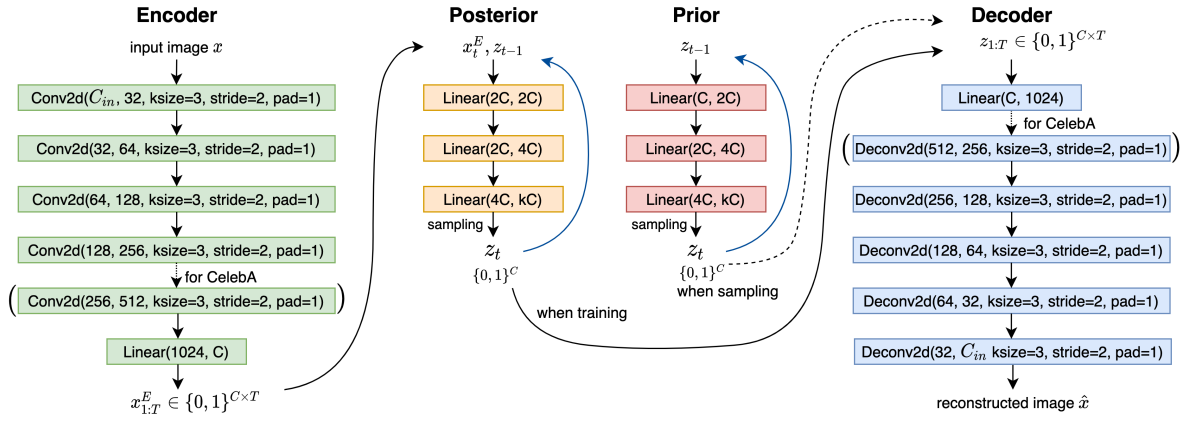 Encoder
input image x
Conv2d(C_{in}, 32, ksize=3, stride=2, pad=1)
Conv2d(32, 64, ksize=3, stride=2, pad=1)
Conv2d(64, 128, ksize=3, stride=2, pad=1)
Conv2d(128, 256, ksize=3, stride=2, pad=1)
for CelebA
(Conv2d(256, 512, ksize=3, stride=2, pad=1))
Linear(1024, C)
x^E_{1:T} ∈ {0,1}^{C×T}
Posterior
x^E_t, z_{t−1}
Linear(2C, 2C)
Linear(2C, 4C)
Linear(4C, kC)
sampling
z_t
{0,1}^C
when training
Prior
z_{t−1}
Linear(C, 2C)
Linear(2C, 4C)
Linear(4C, kC)
sampling
z_t
{0,1}^C
when sampling
Decoder
z_{1:T} ∈ {0,1}^{C×T}
Linear(C, 1024)
for CelebA
(Deconv2d(512, 256, ksize=3, stride=2, pad=1))
Deconv2d(256, 128, ksize=3, stride=2, pad=1)
Deconv2d(128, 64, ksize=3, stride=2, pad=1)
Deconv2d(64, 32, ksize=3, stride=2, pad=1)
Deconv2d(32, C_{in} ksize=3, stride=2, pad=1)
reconstructed image x̂